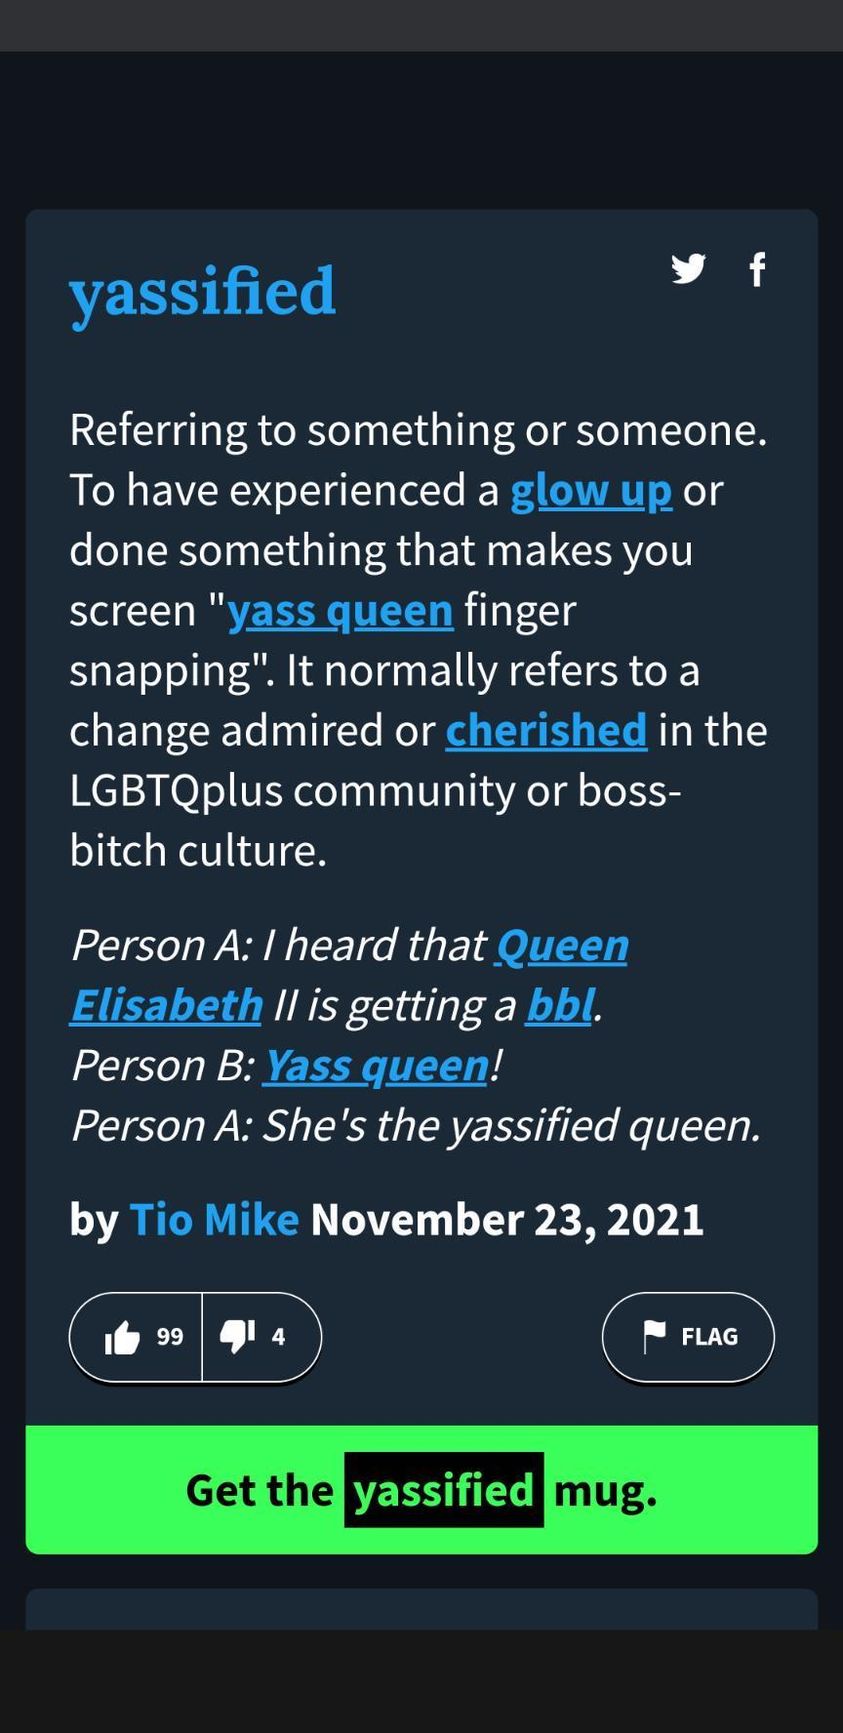 yassified
Referring to something or someone.
To have experienced a glow up or
done something that makes you
screen "yass queen finger
snapping". It normally refers to a
change admired or cherished in the
LGBTQplus community or boss-
bitch culture.
Person A: I heard that Queen
Elisabeth II is getting a bbl.
Person B: Yass queen!
Person A: She's the yassified queen.
by Tio Mike November 23, 2021
99 4 FLAG
Get the yassified mug.